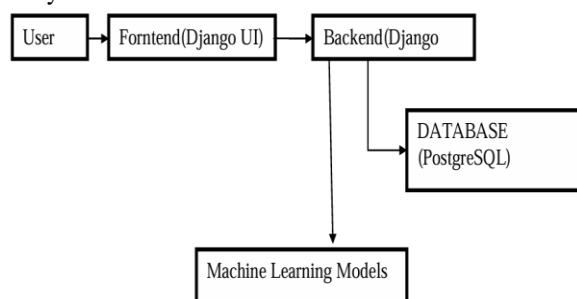 User
Forntend(Django UI)
Backend(Django
DATABASE
(PostgreSQL)
Machine Learning Models